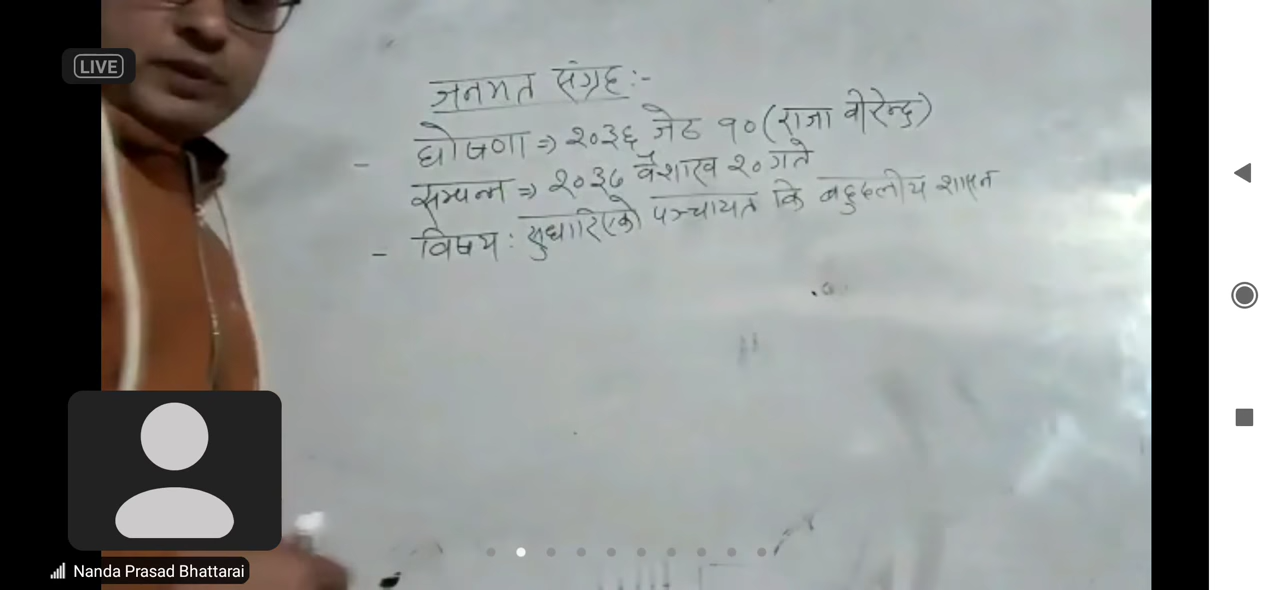 LIVE
जनमत संग्रह:-
- घोषणा => २०३६ जेठ १० (राजा वीरेन्द्र)
सम्पन्न => २०३७ वैशाख २० गते
- विषय : सुधारिएको पञ्चायत कि बहुदलीय शासन
Nanda Prasad Bhattarai